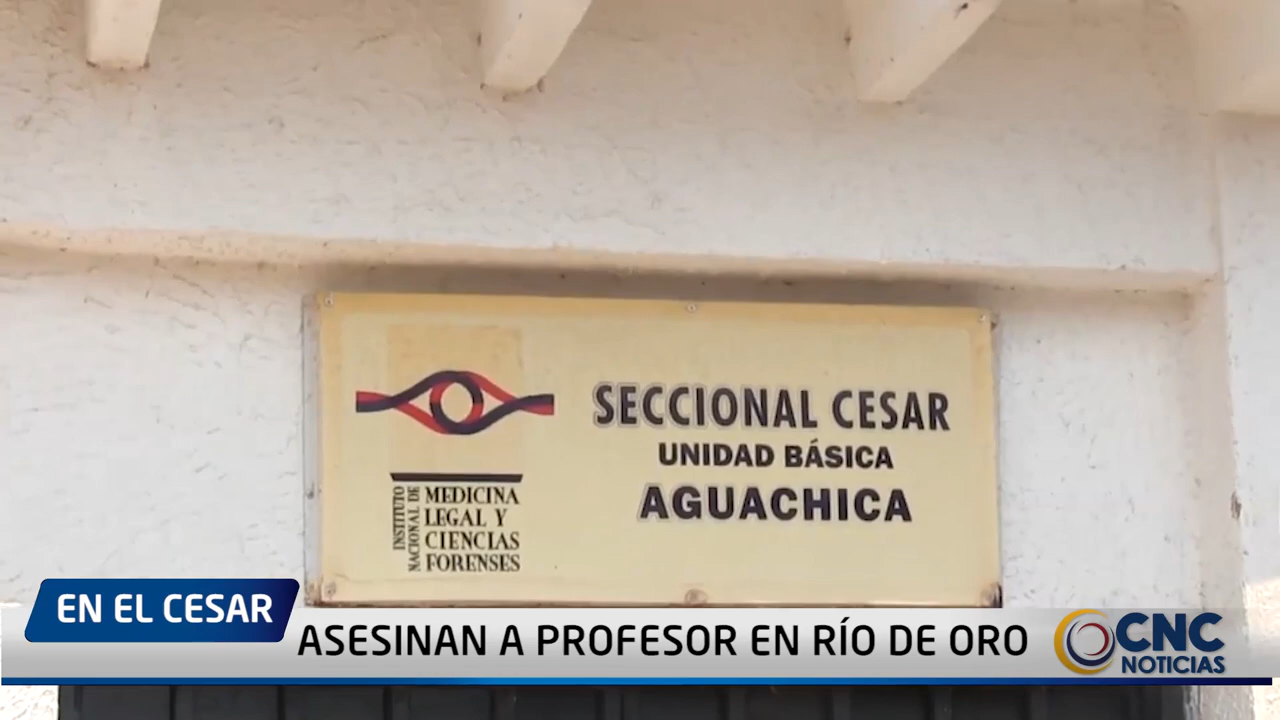 INSTITUTO
NACIONAL DE
MEDICINA
LEGAL Y
CIENCIAS
FORENSES
SECCIONAL CESAR
UNIDAD BÁSICA
AGUACHICA
EN EL CESAR
ASESINAN A PROFESOR EN RÍO DE ORO
CNC
NOTICIAS